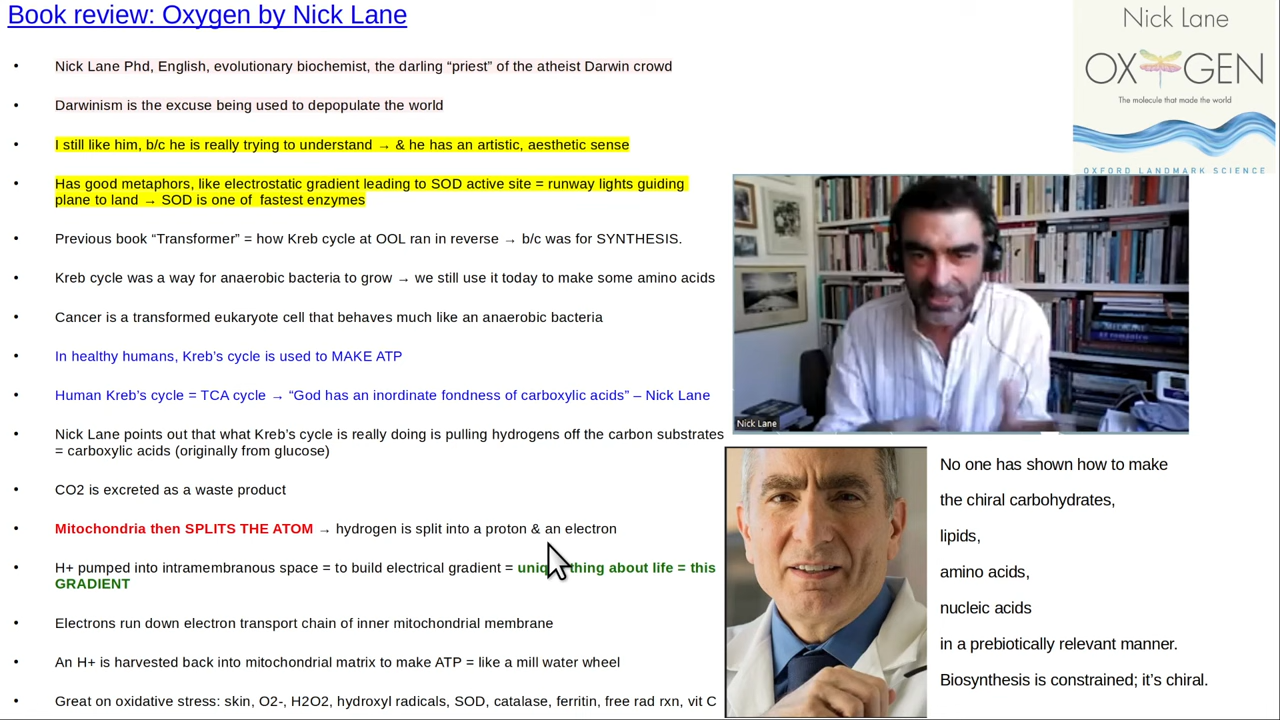 Book review: Oxygen by Nick Lane
• Nick Lane Phd, English, evolutionary biochemist, the darling “priest” of the atheist Darwin crowd
• Darwinism is the excuse being used to depopulate the world
• I still like him, b/c he is really trying to understand → & he has an artistic, aesthetic sense
• Has good metaphors, like electrostatic gradient leading to SOD active site = runway lights guiding
plane to land → SOD is one of fastest enzymes
• Previous book “Transformer” = how Kreb cycle at OOL ran in reverse → b/c was for SYNTHESIS.
• Kreb cycle was a way for anaerobic bacteria to grow → we still use it today to make some amino acids
• Cancer is a transformed eukaryote cell that behaves much like an anaerobic bacteria
• In healthy humans, Kreb’s cycle is used to MAKE ATP
• Human Kreb’s cycle = TCA cycle → “God has an inordinate fondness of carboxylic acids” – Nick Lane
• Nick Lane points out that what Kreb’s cycle is really doing is pulling hydrogens off the carbon substrates
= carboxylic acids (originally from glucose)
• CO2 is excreted as a waste product
• Mitochondria then SPLITS THE ATOM → hydrogen is split into a proton & an electron
• H+ pumped into intramembranous space = to build electrical gradient = thing about life = this
GRADIENT
• Electrons run down electron transport chain of inner mitochondrial membrane
• An H+ is harvested back into mitochondrial matrix to make ATP = like a mill water wheel
• Great on oxidative stress: skin, O2-, H2O2, hydroxyl radicals, SOD, catalase, ferritin, free rad rxn, vit C
Nick Lane
OXYGEN
The molecule that made the world
OXFORD LANDMARK SCIENCE
Nick Lane
No one has shown how to make
the chiral carbohydrates,
lipids,
amino acids,
nucleic acids
in a prebiotically relevant manner.
Biosynthesis is constrained; it’s chiral.